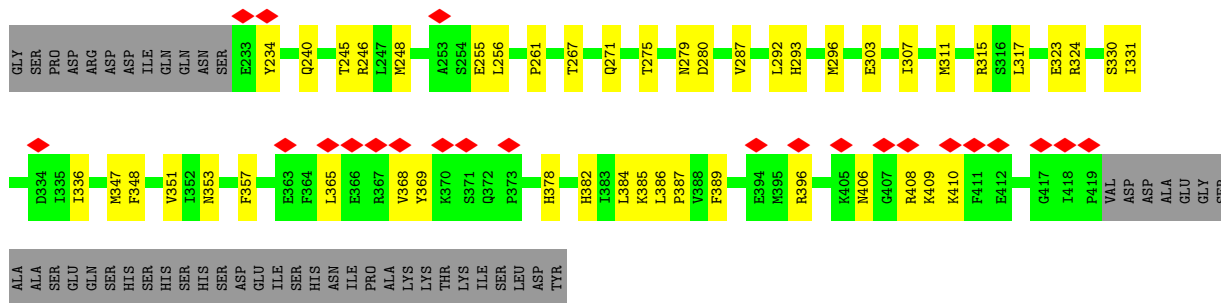 GLY SER PRO ASP ARG ASP ASP ILE GLN GLN ASN SER E233 Y234 Q240 T245 R246 L247 M248 A253 S254 E255 L256 P261 T267 Q271 T275 N279 D280 V287 L292 H293 M296 E303 I307 M311 R315 S316 L317 E323 R324 S330 I331
D334 I335 I336 M347 F348 V351 I352 N353 F357 E363 F364 L365 E366 R367 V368 Y369 K370 S371 Q372 P373 H378 H382 I383 L384 K385 L386 P387 V388 F389 E394 M395 R396 K405 N406 G407 R408 K409 K410 F411 E412 G417 I418 P419 VAL ASP ASP ALA GLU GLY SER
ALA ALA SER GLU GLN SER HIS SER HIS SER HIS SER ASP GLU ILE SER HIS ASN ILE PRO ALA LYS LYS THR LYS ILE SER LEU ASP TYR